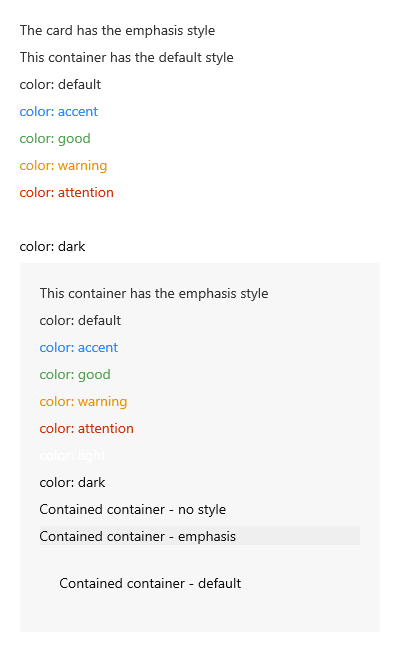 The card has the emphasis style
This container has the default style
color: default
color: accent
color: good
color: warning
color: attention
color: dark
This container has the emphasis style
color: default
color: accent
color: good
color: warning
color: attention
color: light
color: dark
Contained container - no style
Contained container - emphasis
Contained container - default